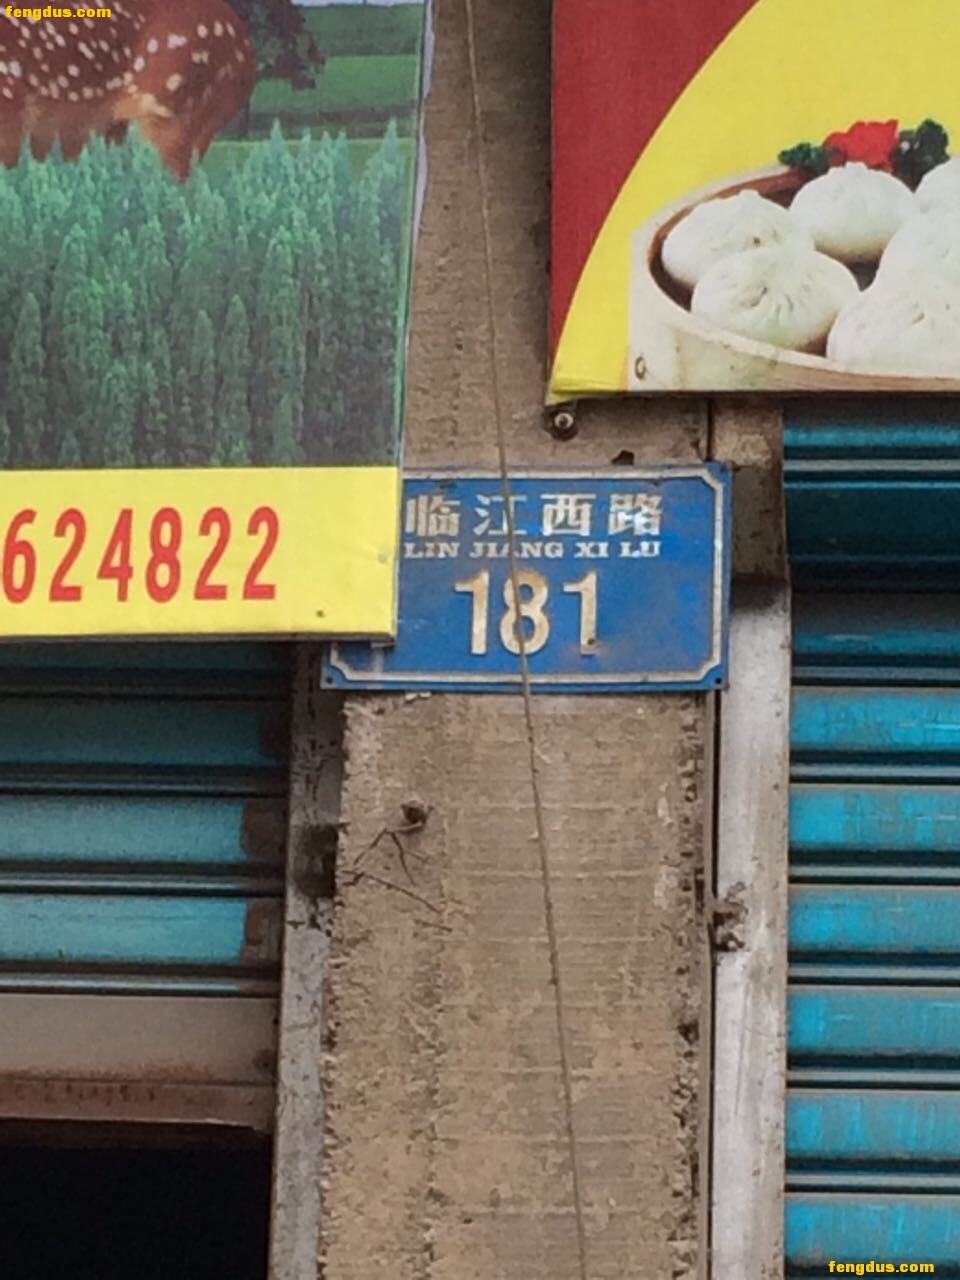 fengdus.com
624822
临江西路
LIN JIANG XI LU
181
fengdus.com